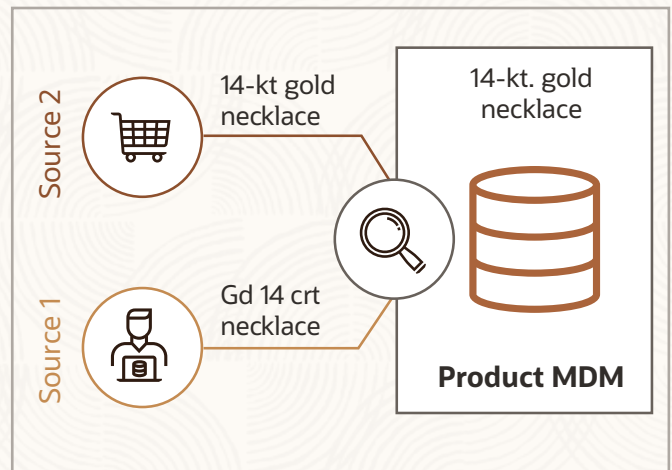 Source 2
14-kt gold
necklace
14-kt. gold
necklace
Source 1
Gd 14 crt
necklace
Product MDM